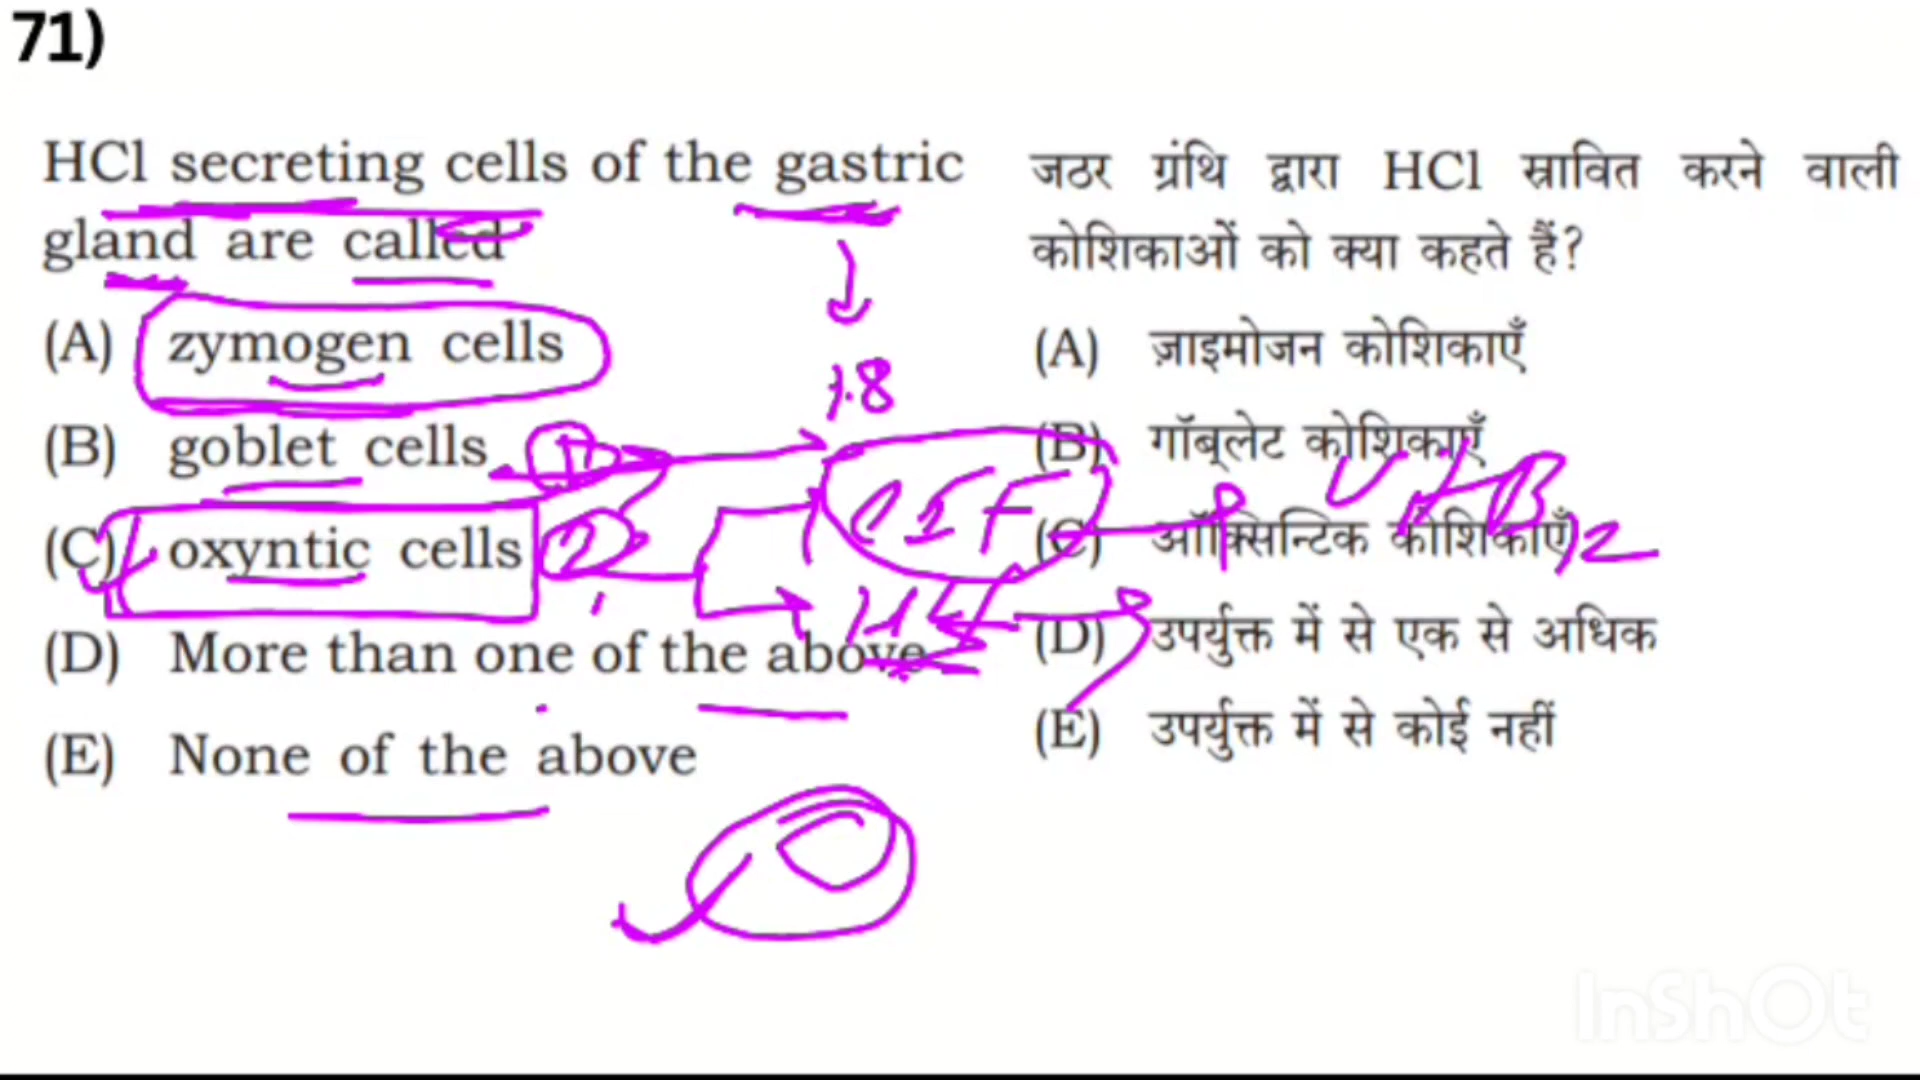 71)
HCl secreting cells of the gastric
gland are called
(A) zymogen cells
(B) goblet cells
(C) oxyntic cells
(D) More than one of the above
(E) None of the above
जठर ग्रंथि द्वारा HCl स्रावित करने वाली
कोशिकाओं को क्या कहते हैं?
(A) ज़ाइमोजन कोशिकाएँ
(B) गॉब्लेट कोशिकाएँ
(C) ऑक्सिन्टिक कोशिकाएँ
(D) उपर्युक्त में से एक से अधिक
(E) उपर्युक्त में से कोई नहीं
1.8
2
InShOt